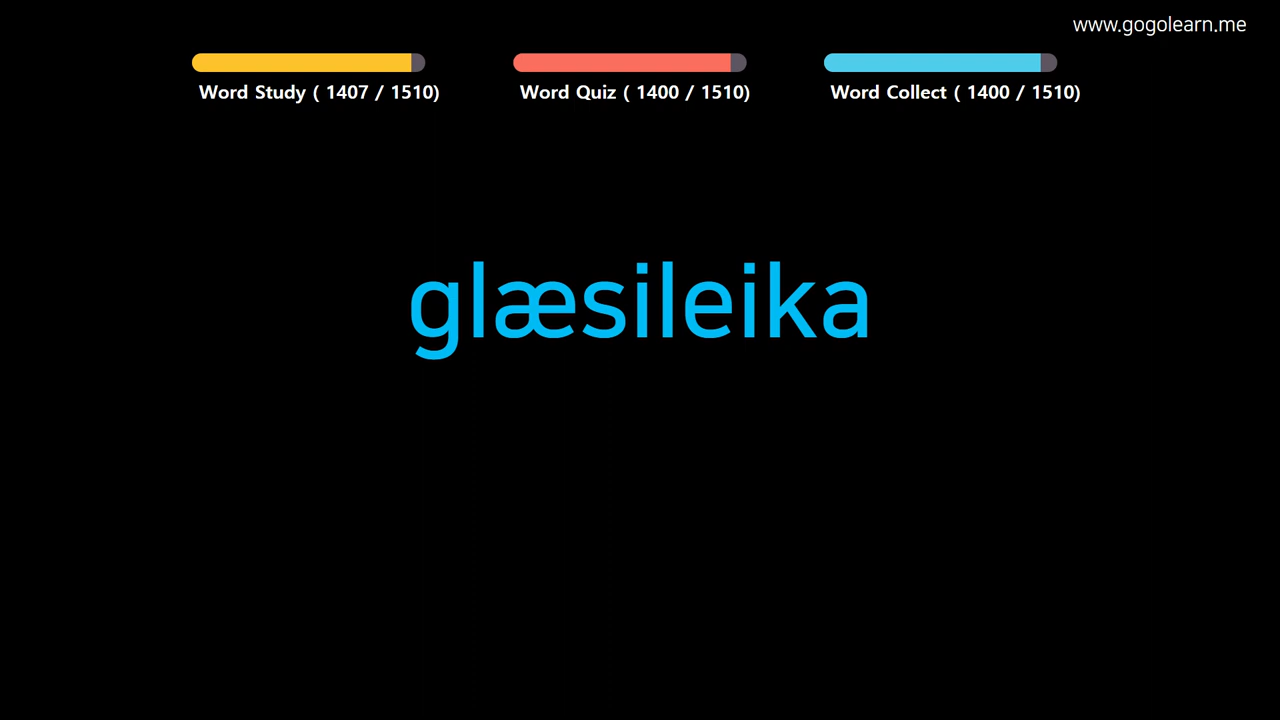 www.gogolearn.me
Word Study ( 1407 / 1510)
Word Quiz ( 1400 / 1510)
Word Collect ( 1400 / 1510)
glæsileika